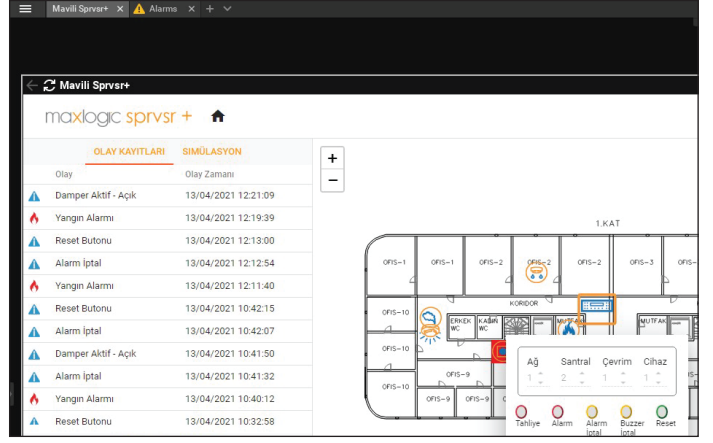 Mavili Sprvsr+
Alarms
Mavili Sprvsr+
maxlogic sprvsr +
OLAY KAYITLARI SIMÜLASYON
Olay Olay Zamanı
Damper Aktif - Açık 13/04/2021 12:21:09
Yangın Alarmı 13/04/2021 12:19:39
Reset Butonu 13/04/2021 12:13:00
Alarm İptal 13/04/2021 12:12:54
Yangın Alarmı 13/04/2021 12:11:40
Reset Butonu 13/04/2021 10:42:15
Alarm İptal 13/04/2021 10:42:07
Damper Aktif - Açık 13/04/2021 10:41:50
Alarm İptal 13/04/2021 10:41:32
Yangın Alarmı 13/04/2021 10:40:12
Reset Butonu 13/04/2021 10:32:58
+
−
1.KAT
OFIS-1 OFIS-1 OFIS-2 OFIS-2 OFIS-2 OFIS-3 OFIS-
KORIDOR
OFIS-10
ERKEK WC
KADIN WC
MUTFAK
MUTFAK
OFIS-10
OFIS-9
OFIS-10
OFIS-9 OFIS-9
Ağ Santral Çevrim Cihaz
1 2 1 1
Tahliye Alarm Alarm İptal Buzzer İptal Reset